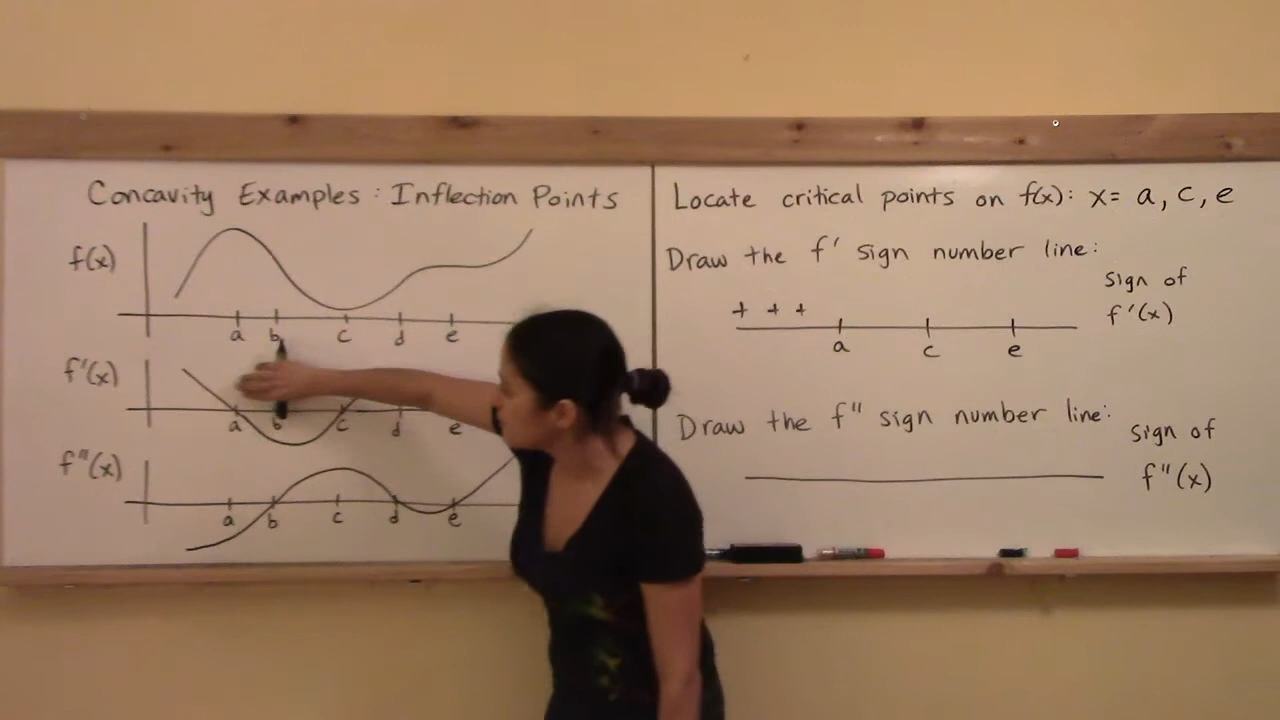 Concavity Examples: Inflection Points
f(x)
a b c d e
f'(x)
a b c d e
f"(x)
a b c d e
Locate critical points on f(x): x= a, c, e
Draw the f' sign number line:
sign of
f'(x)
+ + +
a c e
Draw the f" sign number line:
sign of
f"(x)